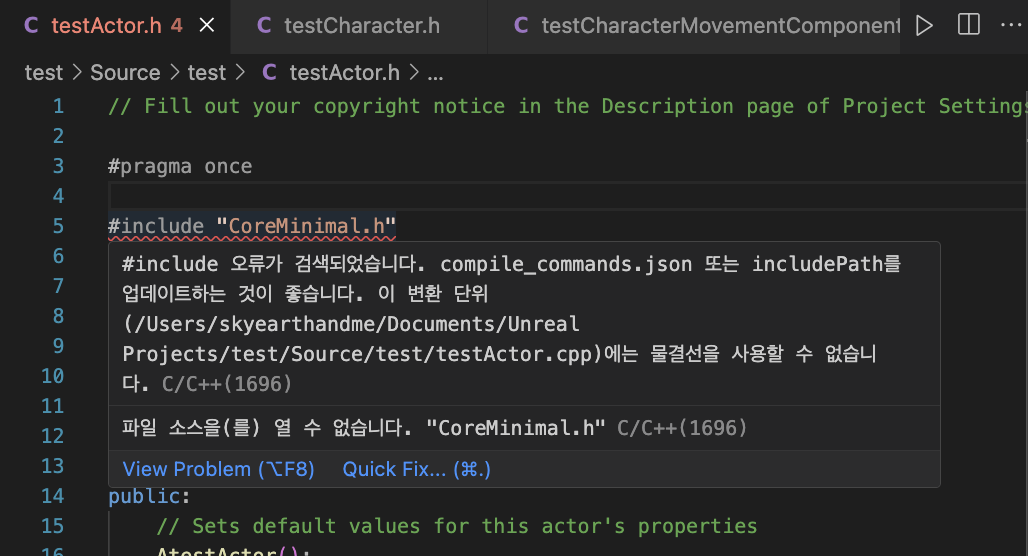 C testActor.h 4 ×
C testCharacter.h
C testCharacterMovementComponent
test > Source > test > C testActor.h > ...
1 // Fill out your copyright notice in the Description page of Project Settings
2
3 #pragma once
4
5 #include "CoreMinimal.h"
6
#include 오류가 검색되었습니다. compile_commands.json 또는 includePath를
7
업데이트하는 것이 좋습니다. 이 변환 단위
8
(/Users/skyearthandme/Documents/Unreal
9
Projects/test/Source/test/testActor.cpp)에는 물결선을 사용할 수 없습니
10
다. C/C++(1696)
11
12
파일 소스을(를) 열 수 없습니다. "CoreMinimal.h" C/C++(1696)
13
View Problem (⌥F8) Quick Fix... (⌘.)
14 public:
15 // Sets default values for this actor's properties
16 AtestActor();